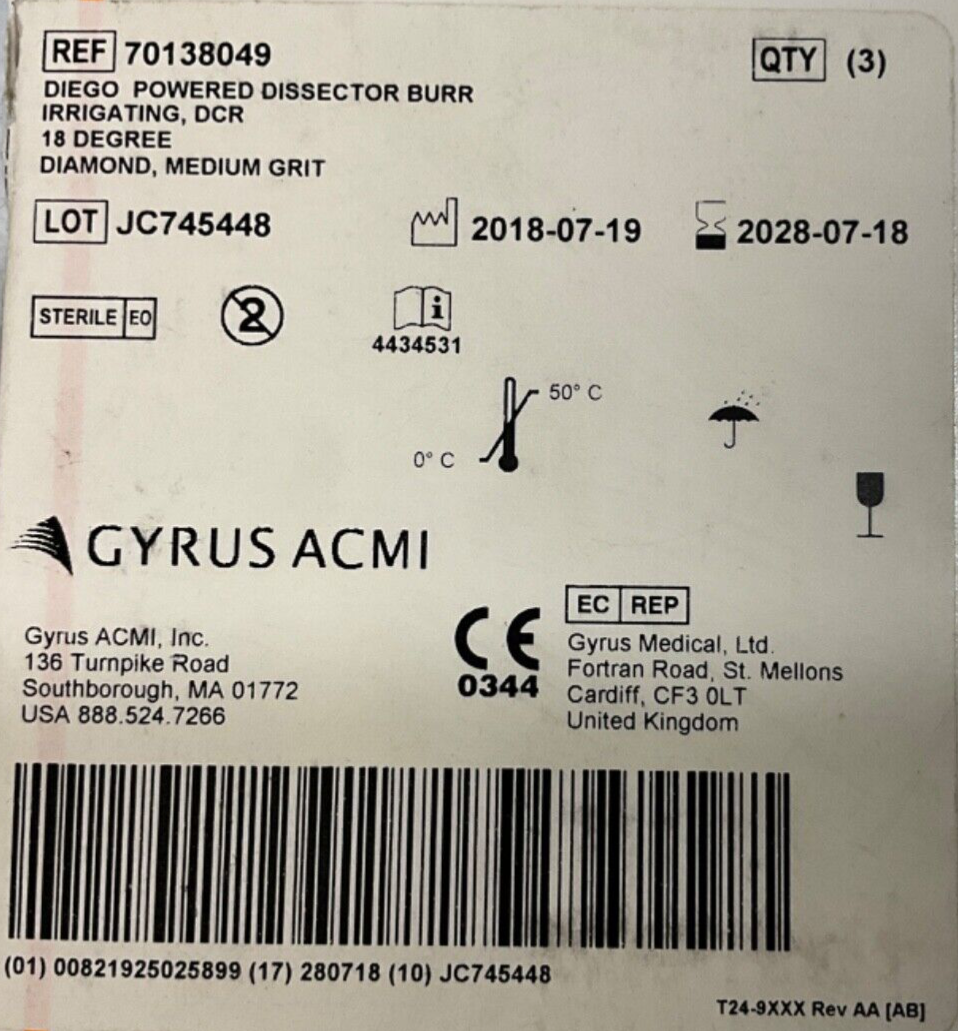 REF 70138049
QTY (3)
DIEGO POWERED DISSECTOR BURR
IRRIGATING, DCR
18 DEGREE
DIAMOND, MEDIUM GRIT
LOT JC745448
2018-07-19
2028-07-18
STERILE EO
2
i
4434531
50° C
0° C
GYRUS ACMI
Gyrus ACMI, Inc.
136 Turnpike Road
Southborough, MA 01772
USA 888.524.7266
CE
0344
EC REP
Gyrus Medical, Ltd.
Fortran Road, St. Mellons
Cardiff, CF3 0LT
United Kingdom
(01) 00821925025899 (17) 280718 (10) JC745448
T24-9XXX Rev AA [AB]